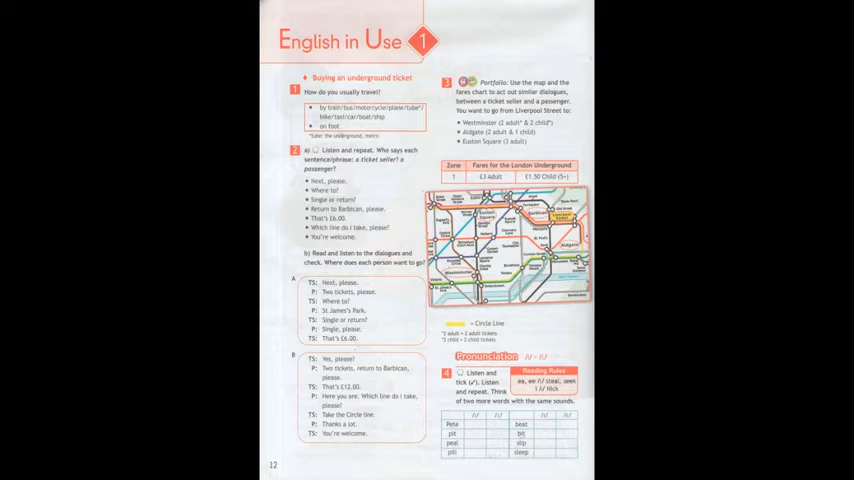 English in Use 1
Buying an underground ticket
1 How do you usually travel?
• by train/bus/motorcycle/plane/tube*/
bike/taxi/car/boat/ship
• on foot
*tube: the underground, metro
2 a) Listen and repeat. Who says each
sentence/phrase: a ticket seller? a
passenger?
• Next, please.
• Where to?
• Single or return?
• Return to Barbican, please.
• That's £6.00.
• Which line do I take, please?
• You're welcome.
b) Read and listen to the dialogues and
check. Where does each person want to go?
A
TS: Next, please.
P: Two tickets, please.
TS: Where to?
P: St James's Park.
TS: Single or return?
P: Single, please.
TS: That's £6.00.
B
TS: Yes, please?
P: Two tickets, return to Barbican,
please.
TS: That's £12.00.
P: Here you are. Which line do I take,
please?
TS: Take the Circle line.
P: Thanks a lot.
TS: You're welcome.
12
3 Portfolio: Use the map and the
fares chart to act out similar dialogues,
between a ticket seller and a passenger.
You want to go from Liverpool Street to:
• Westminster (2 adult* & 2 child*)
• Aldgate (2 adult & 1 child)
• Euston Square (3 adult)
Zone Fares for the London Underground
1 £3 Adult £1.50 Child (5+)
Euston
Square
Barbican
Liverpool
Street
Aldgate
Westminster
Embankment
= Circle Line
*2 adult = 2 adult tickets
*2 child = 2 child tickets
Pronunciation /iː/ - /ɪ/
4 Listen and
tick (✓). Listen
and repeat. Think
of two more words with the same sounds.
Reading Rules
ea, ee /iː/ steal, seek
i /ɪ/ tick
/iː/ /ɪ/ /iː/ /ɪ/
Pete beat
pit bit
peal slip
pill sleep